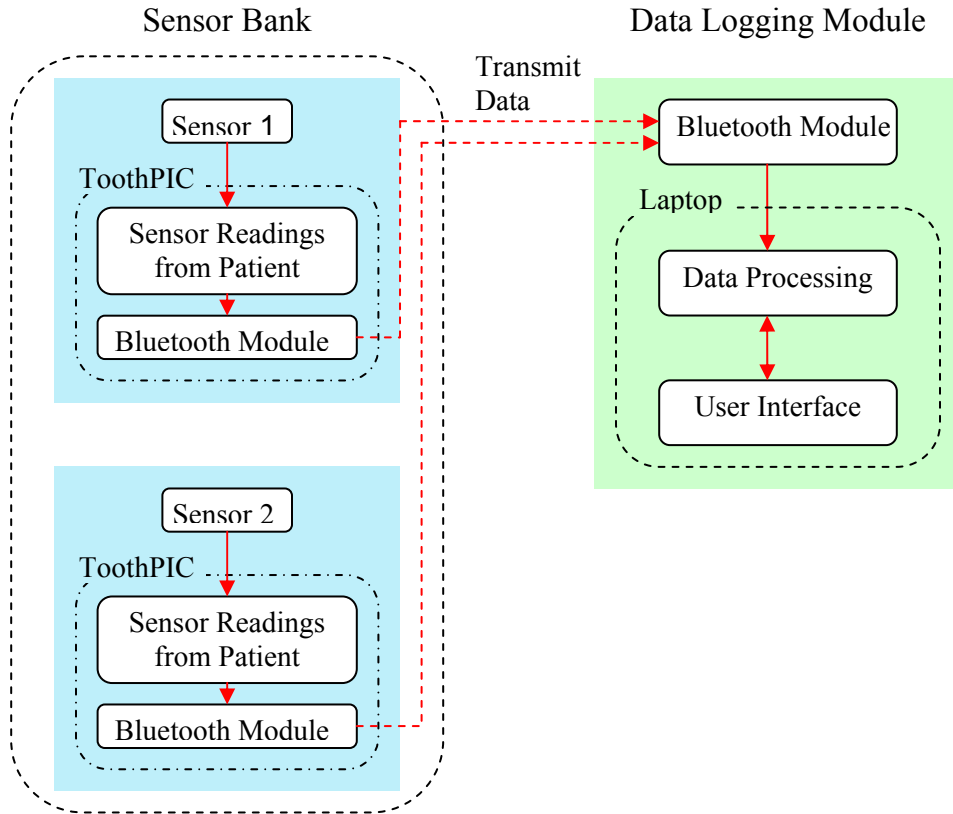 Sensor Bank
Sensor 1
ToothPIC
Sensor Readings
from Patient
Bluetooth Module
Sensor 2
ToothPIC
Sensor Readings
from Patient
Bluetooth Module
Transmit
Data
Data Logging Module
Bluetooth Module
Laptop
Data Processing
User Interface